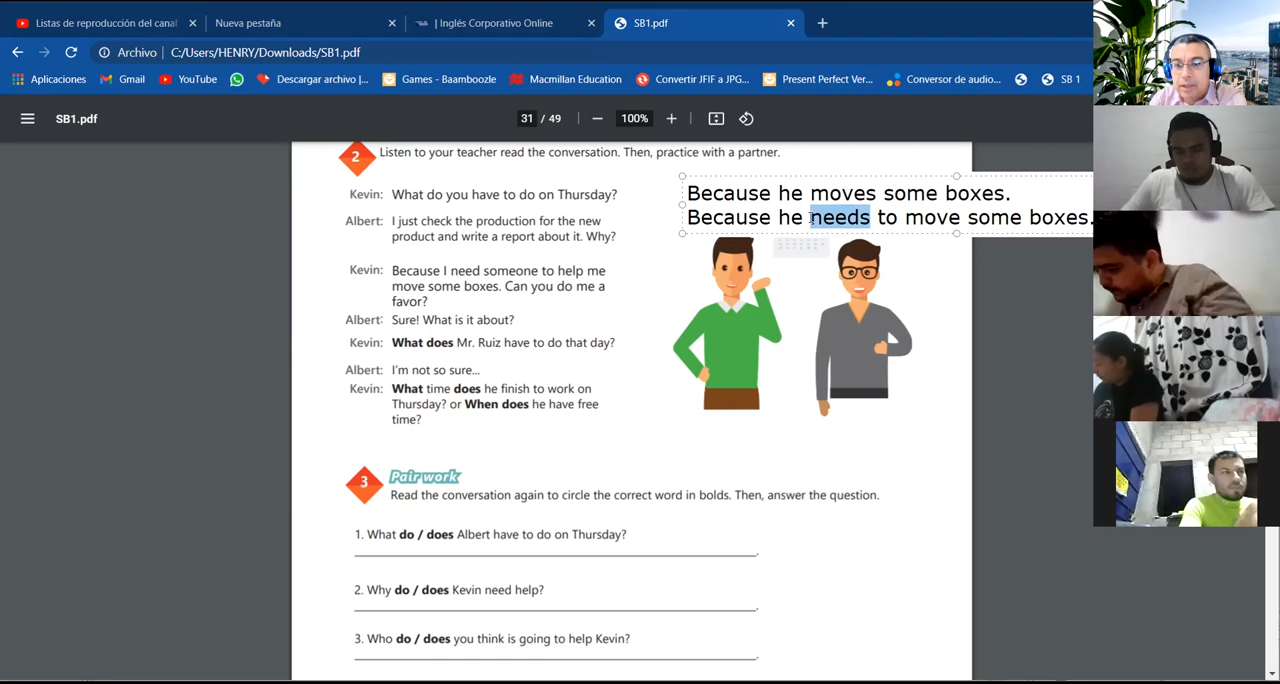 Listas de reproducción del canal
Nueva pestaña
| Inglés Corporativo Online
SB1.pdf
Archivo
C:/Users/HENRY/Downloads/SB1.pdf
Aplicaciones
Gmail
YouTube
Descargar archivo |...
Games - Baamboozle
Macmillan Education
Convertir JFIF a JPG...
Present Perfect Ver...
Conversor de audio...
SB 1
SB1.pdf
31 / 49
100%
2
Listen to your teacher read the conversation. Then, practice with a partner.
Kevin: What do you have to do on Thursday?
Albert: I just check the production for the new
product and write a report about it. Why?
Kevin: Because I need someone to help me
move some boxes. Can you do me a
favor?
Albert: Sure! What is it about?
Kevin: What does Mr. Ruiz have to do that day?
Albert: I'm not so sure...
Kevin: What time does he finish to work on
Thursday? or When does he have free
time?
Because he moves some boxes.
Because he needs to move some boxes.
3
Pair work
Read the conversation again to circle the correct word in bolds. Then, answer the question.
1. What do / does Albert have to do on Thursday?
2. Why do / does Kevin need help?
3. Who do / does you think is going to help Kevin?